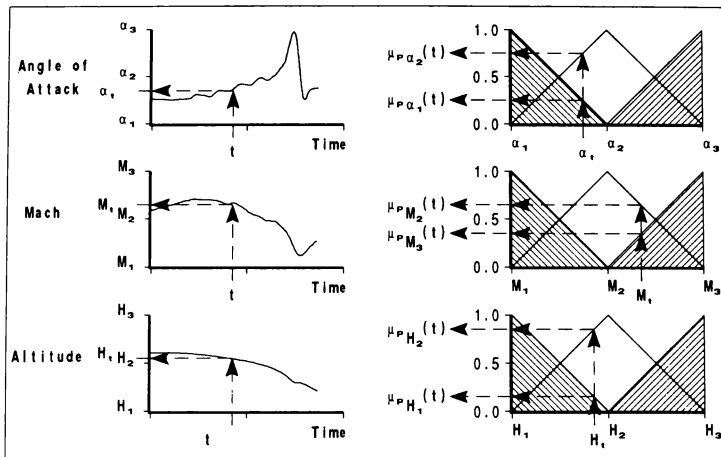 Angle of
Attack
α₃
α₂
αₜ
α₁
t
Time
μPα₂(t)
μPα₁(t)
1.0
0.5
0.0
α₁
αₜ
α₂
α₃
Mach
M₃
Mₜ
M₂
M₁
t
Time
μPM₂(t)
μPM₃(t)
1.0
0.5
0.0
M₁
M₂
Mₜ
M₃
Altitude
H₃
Hₜ H₂
H₁
t
Time
μPH₂(t)
μPH₁(t)
1.0
0.5
0.0
H₁
Hₜ
H₂
H₃